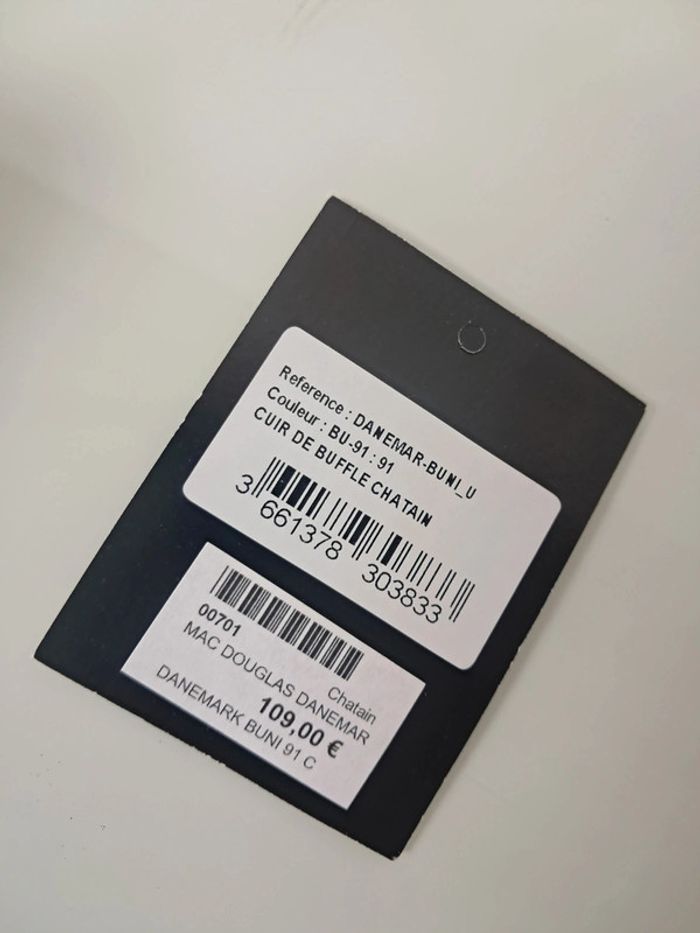 Reference : DANEMAR-BUNI_U
Couleur : BU-91 : 91
CUIR DE BUFFLE CHATAIN
3 661378 303833
00701
Chatain
MAC DOUGLAS DANEMAR
109,00 €
DANEMARK BUNI 91 C